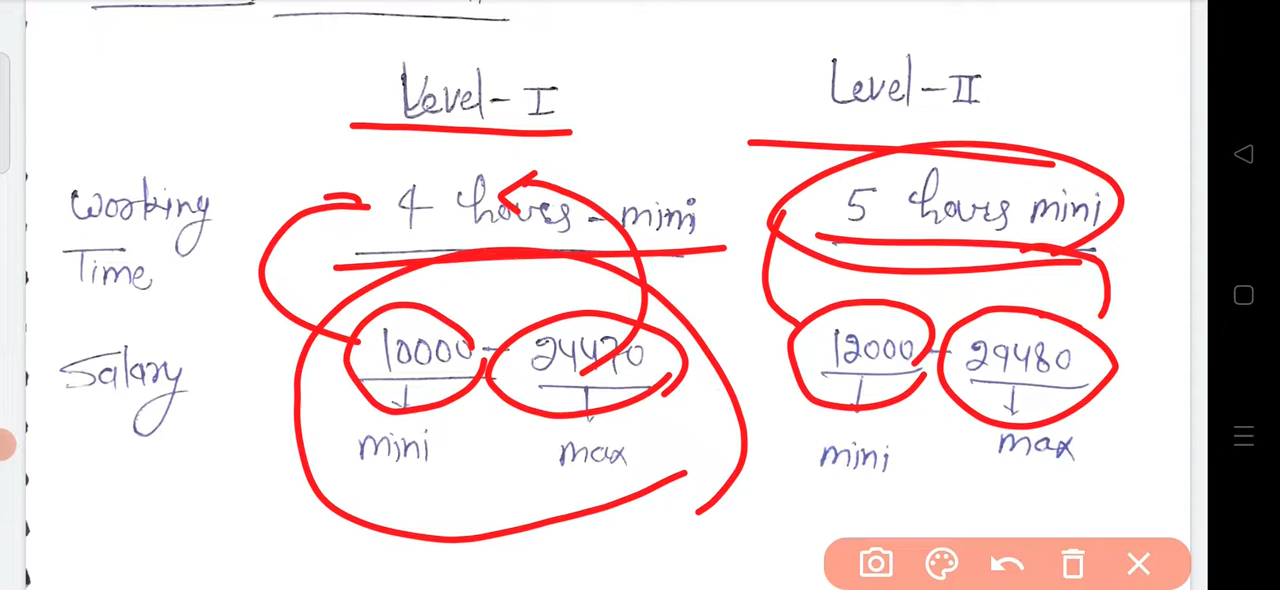 Level - I Level - II
Working Time 4 hours - mini 5 hours mini
Salary 10000 - 24470 12000 - 29480
mini max mini max